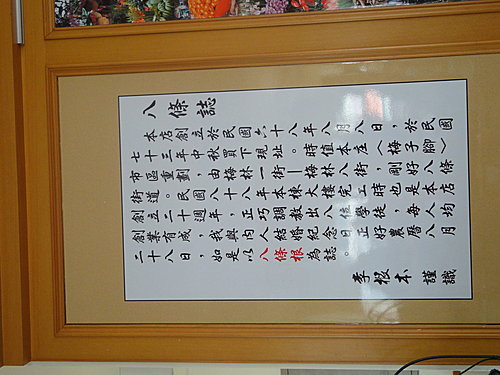 八條誌
本店創立於民國六十八年八月八日，於民國
七十三年中秋買下現址。時值本庄〈梅子腳〉
市區重劃，由梅林一街—梅林八街，剛好八條
街道。民國八十八年本棟大樓完工時也是本店
創立二十週年，正巧調教出八位學徒，每人均
創業有成，我與內人結婚紀念日正好農曆八月
二十八日，如是以八條根為誌。
李根本 謹識